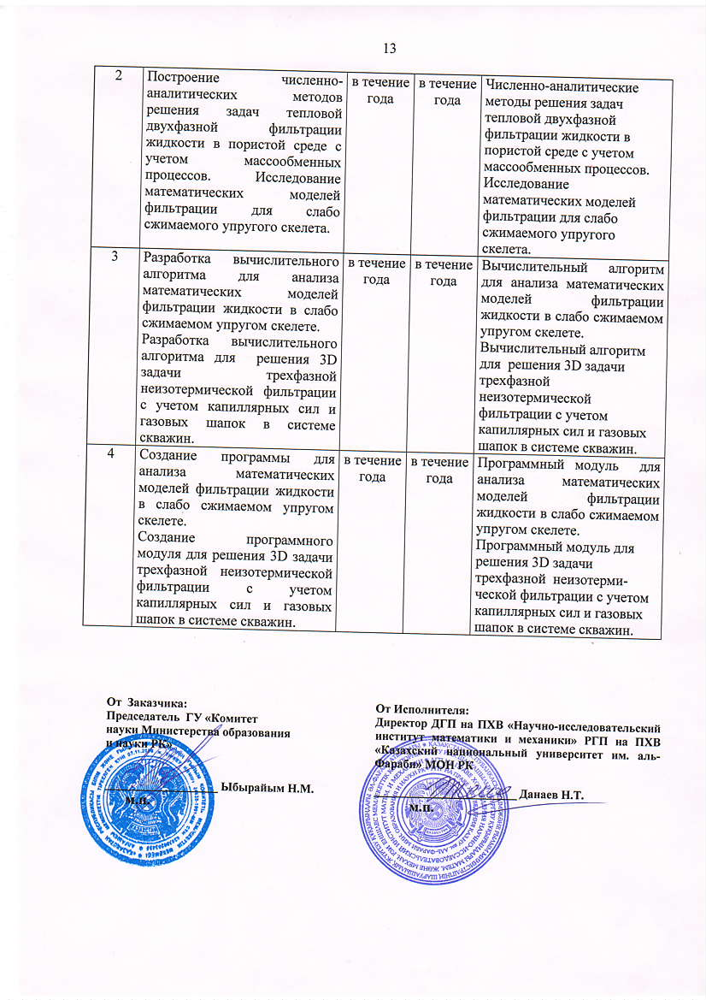 13
2
Построение численно-
аналитических методов
решения задач тепловой
двухфазной фильтрации
жидкости в пористой среде с
учетом массообменных
процессов. Исследование
математических моделей
фильтрации для слабо
сжимаемого упругого скелета.
в течение
года
в течение
года
Численно-аналитические
методы решения задач
тепловой двухфазной
фильтрации жидкости в
пористой среде с учетом
массообменных процессов.
Исследование
математических моделей
фильтрации для слабо
сжимаемого упругого
скелета.
3
Разработка вычислительного
алгоритма для анализа
математических моделей
фильтрации жидкости в слабо
сжимаемом упругом скелете.
Разработка вычислительного
алгоритма для решения 3D
задачи трехфазной
неизотермической фильтрации
с учетом капиллярных сил и
газовых шапок в системе
скважин.
в течение
года
в течение
года
Вычислительный алгоритм
для анализа математических
моделей фильтрации
жидкости в слабо сжимаемом
упругом скелете.
Вычислительный алгоритм
для решения 3D задачи
трехфазной
неизотермической
фильтрации с учетом
капиллярных сил и газовых
шапок в системе скважин.
4
Создание программы для
анализа математических
моделей фильтрации жидкости
в слабо сжимаемом упругом
скелете.
Создание программного
модуля для решения 3D задачи
трехфазной неизотермической
фильтрации с учетом
капиллярных сил и газовых
шапок в системе скважин.
в течение
года
в течение
года
Программный модуль для
анализа математических
моделей фильтрации
жидкости в слабо сжимаемом
упругом скелете.
Программный модуль для
решения 3D задачи
трехфазной неизотерми-
ческой фильтрации с учетом
капиллярных сил и газовых
шапок в системе скважин.
От Заказчика:
Председатель ГУ «Комитет
науки Министерства образования
и науки РК»
Ыбырайым Н.М.
М.П.
От Исполнителя:
Директор ДГП на ПХВ «Научно-исследовательский
институт математики и механики» РГП на ПХВ
«Казахский национальный университет им. аль-
Фараби» МОН РК
Данаев Н.Т.
М.П.